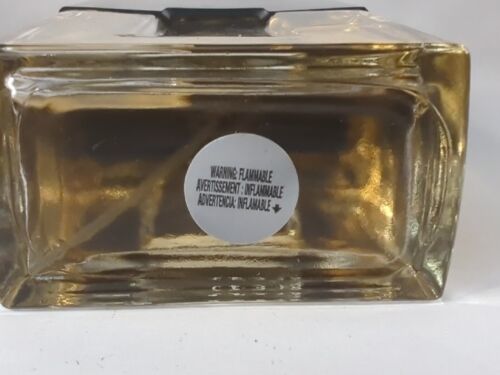 WARNING: FLAMMABLE
AVERTISSEMENT : INFLAMMABLE
ADVERTENCIA: INFLAMABLE